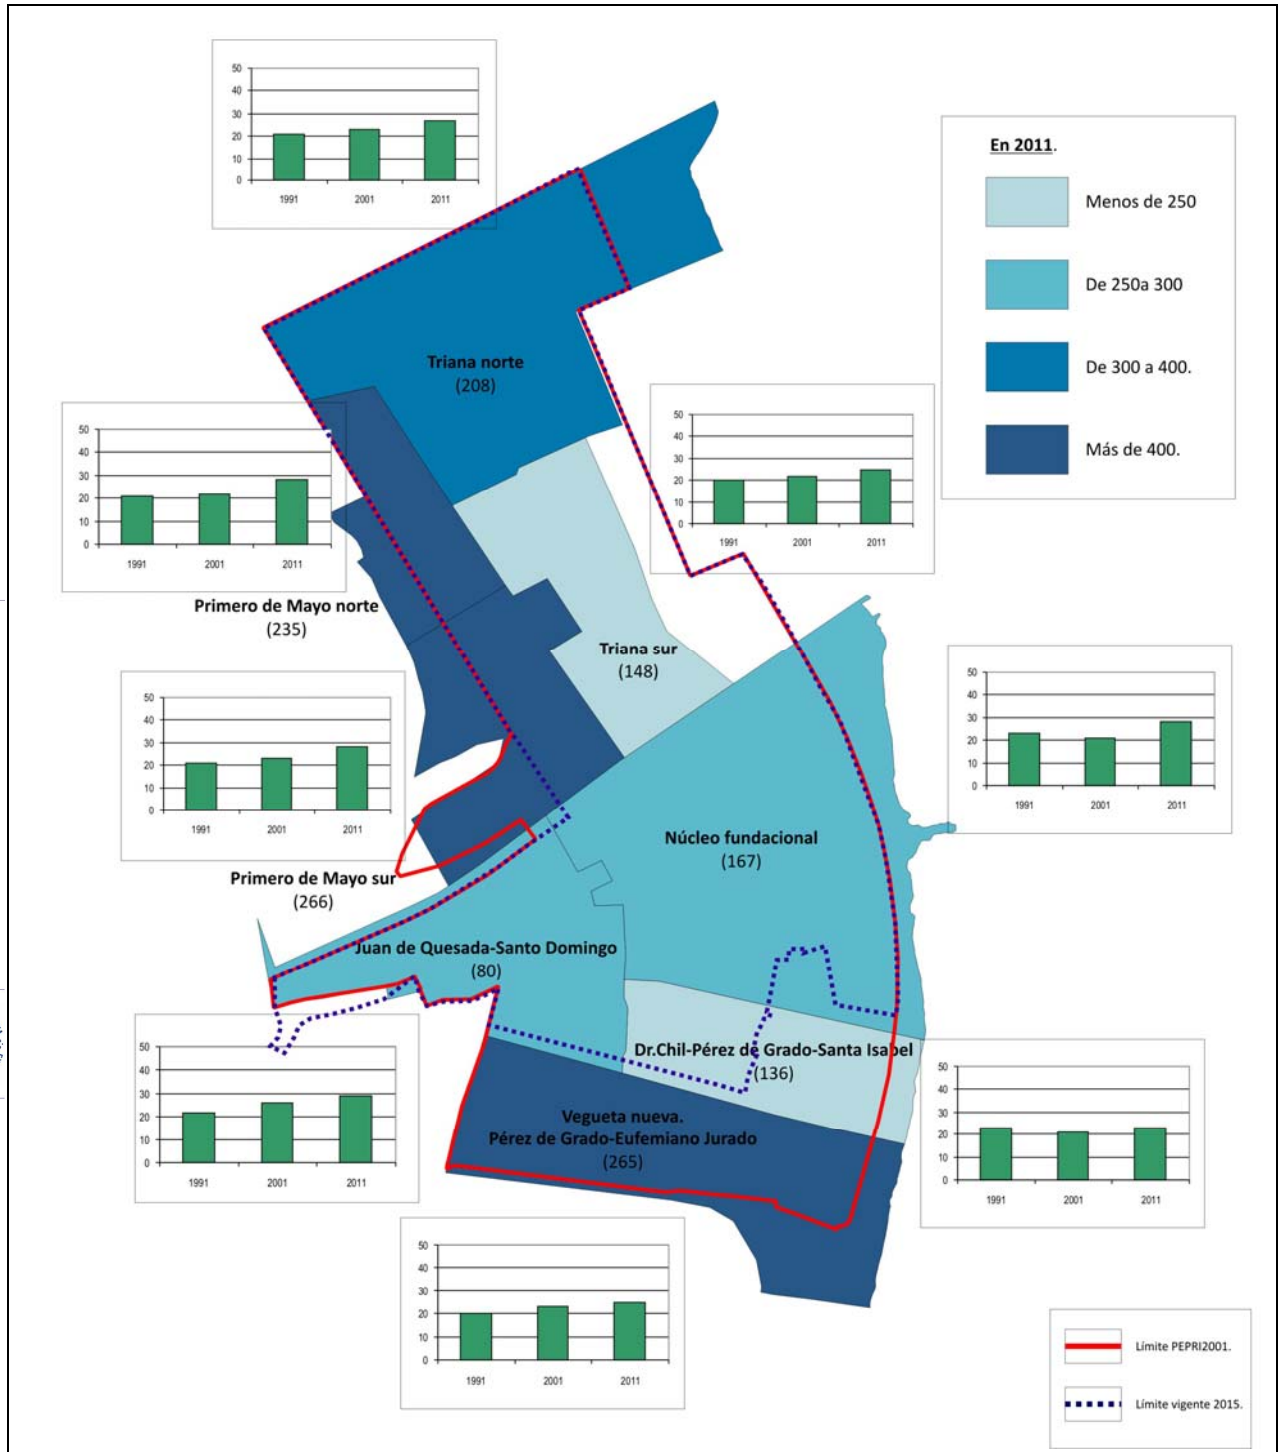 50
40
30
20
10
0
1991 2001 2011
En 2011.
Menos de 250
De 250a 300
De 300 a 400.
Más de 400.
Triana norte
(208)
50
40
30
20
10
0
1991 2001 2011
50
40
30
20
10
0
1991 2001 2011
Primero de Mayo norte
(235)
Triana sur
(148)
50
40
30
20
10
0
1991 2001 2011
50
40
30
20
10
0
1991 2001 2011
Núcleo fundacional
(167)
Primero de Mayo sur
(266)
Juan de Quesada-Santo Domingo
(80)
50
40
30
20
10
0
1991 2001 2011
Dr.Chil-Pérez de Grado-Santa Isabel
(136)
50
40
30
20
10
0
1991 2001 2011
Vegueta nueva.
Pérez de Grado-Eufemiano Jurado
(265)
50
40
30
20
10
0
1991 2001 2011
Límite PEPRI2001.
Límite vigente 2015.